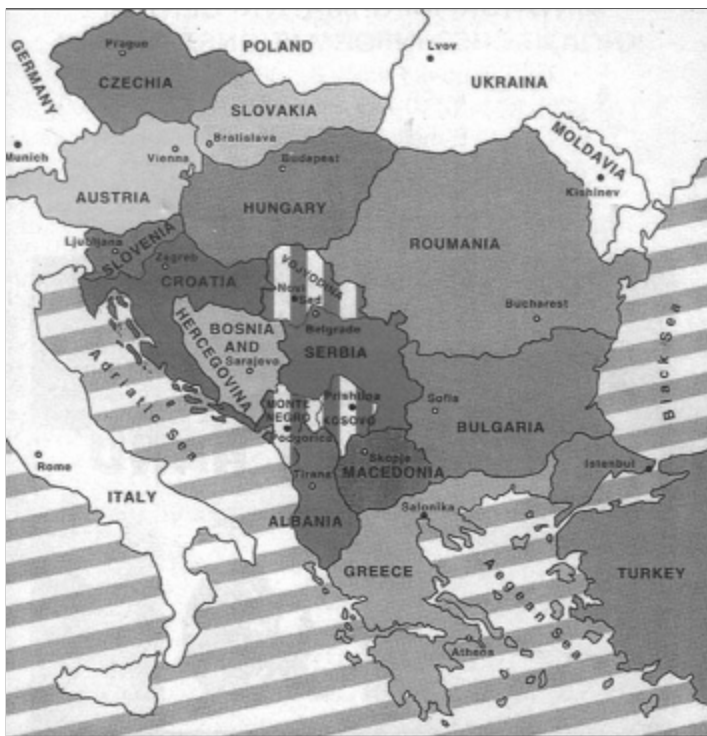 GERMANY
Prague
CZECHIA
POLAND
Lvov
UKRAINA
SLOVAKIA
MOLDAVIA
Munich
Vienna
Bratislava
Budapest
Kishinev
AUSTRIA
HUNGARY
ROUMANIA
Ljubljana
SLOVENIA
Zagreb
CROATIA
VOJVODINA
Novi
Sad
Bucharest
Belgrade
BOSNIA
AND
HERCEGOVINA
Sarajevo
SERBIA
Adriatic Sea
Black Sea
MONTE
NEGRO
Podgorica
Prishtina
KOSOVO
Sofia
BULGARIA
Rome
Skopje
MACEDONIA
Istanbul
ITALY
Tirana
ALBANIA
Salonika
GREECE
Aegean Sea
TURKEY
Athens